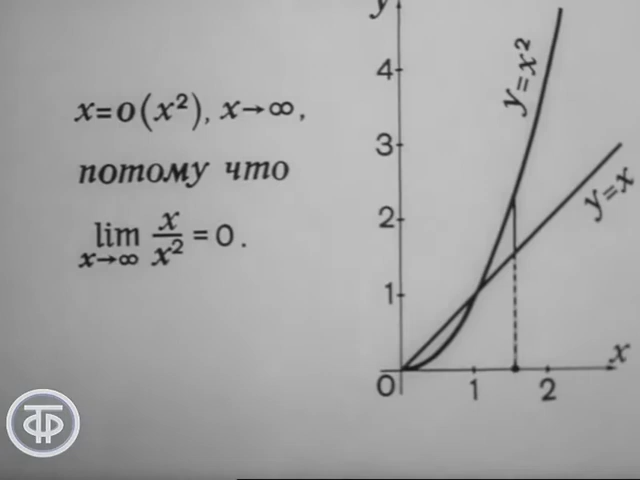 x=o(x²), x→∞,
потому что
lim x/x² = 0.
x→∞
y
4
3
2
1
0
1
2
x
y=x²
y=x